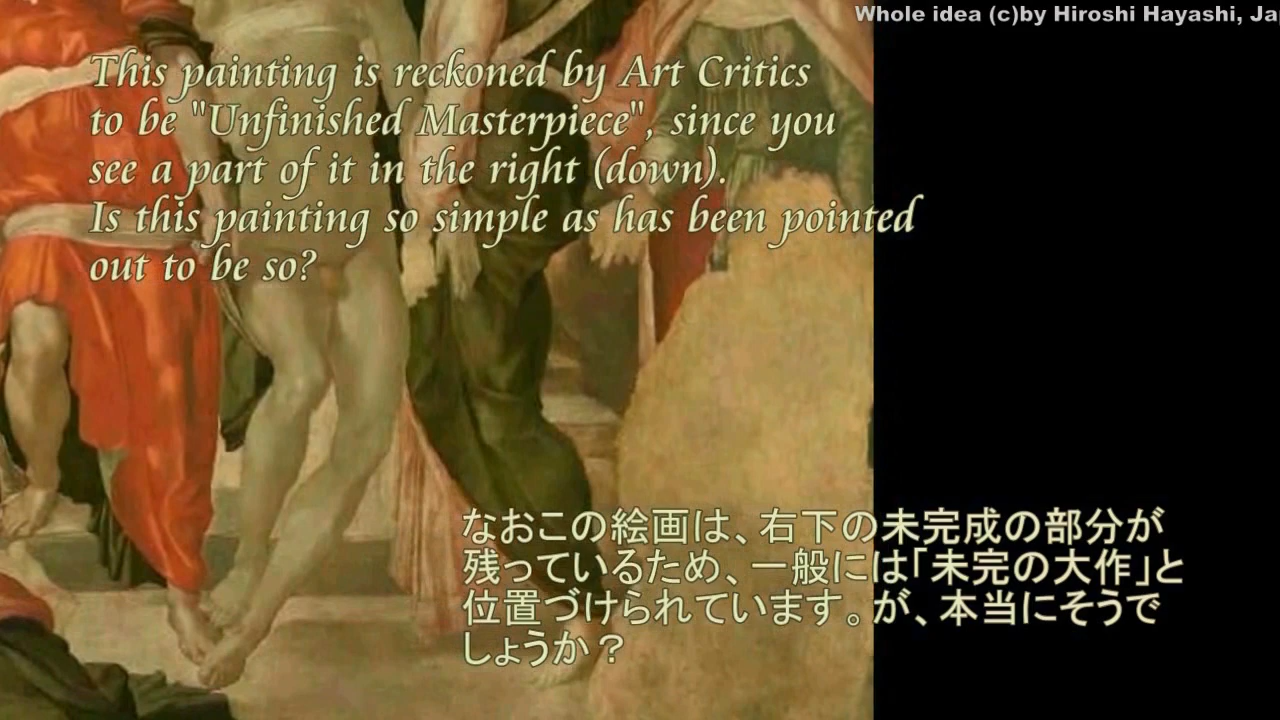 Whole idea (c)by Hiroshi Hayashi, Ja
This painting is reckoned by Art Critics
to be "Unfinished Masterpiece", since you
see a part of it in the right (down).
Is this painting so simple as has been pointed
out to be so?
なおこの絵画は、右下の未完成の部分が
残っているため、一般には「未完の大作」と
位置づけられています。が、本当にそうで
しょうか？